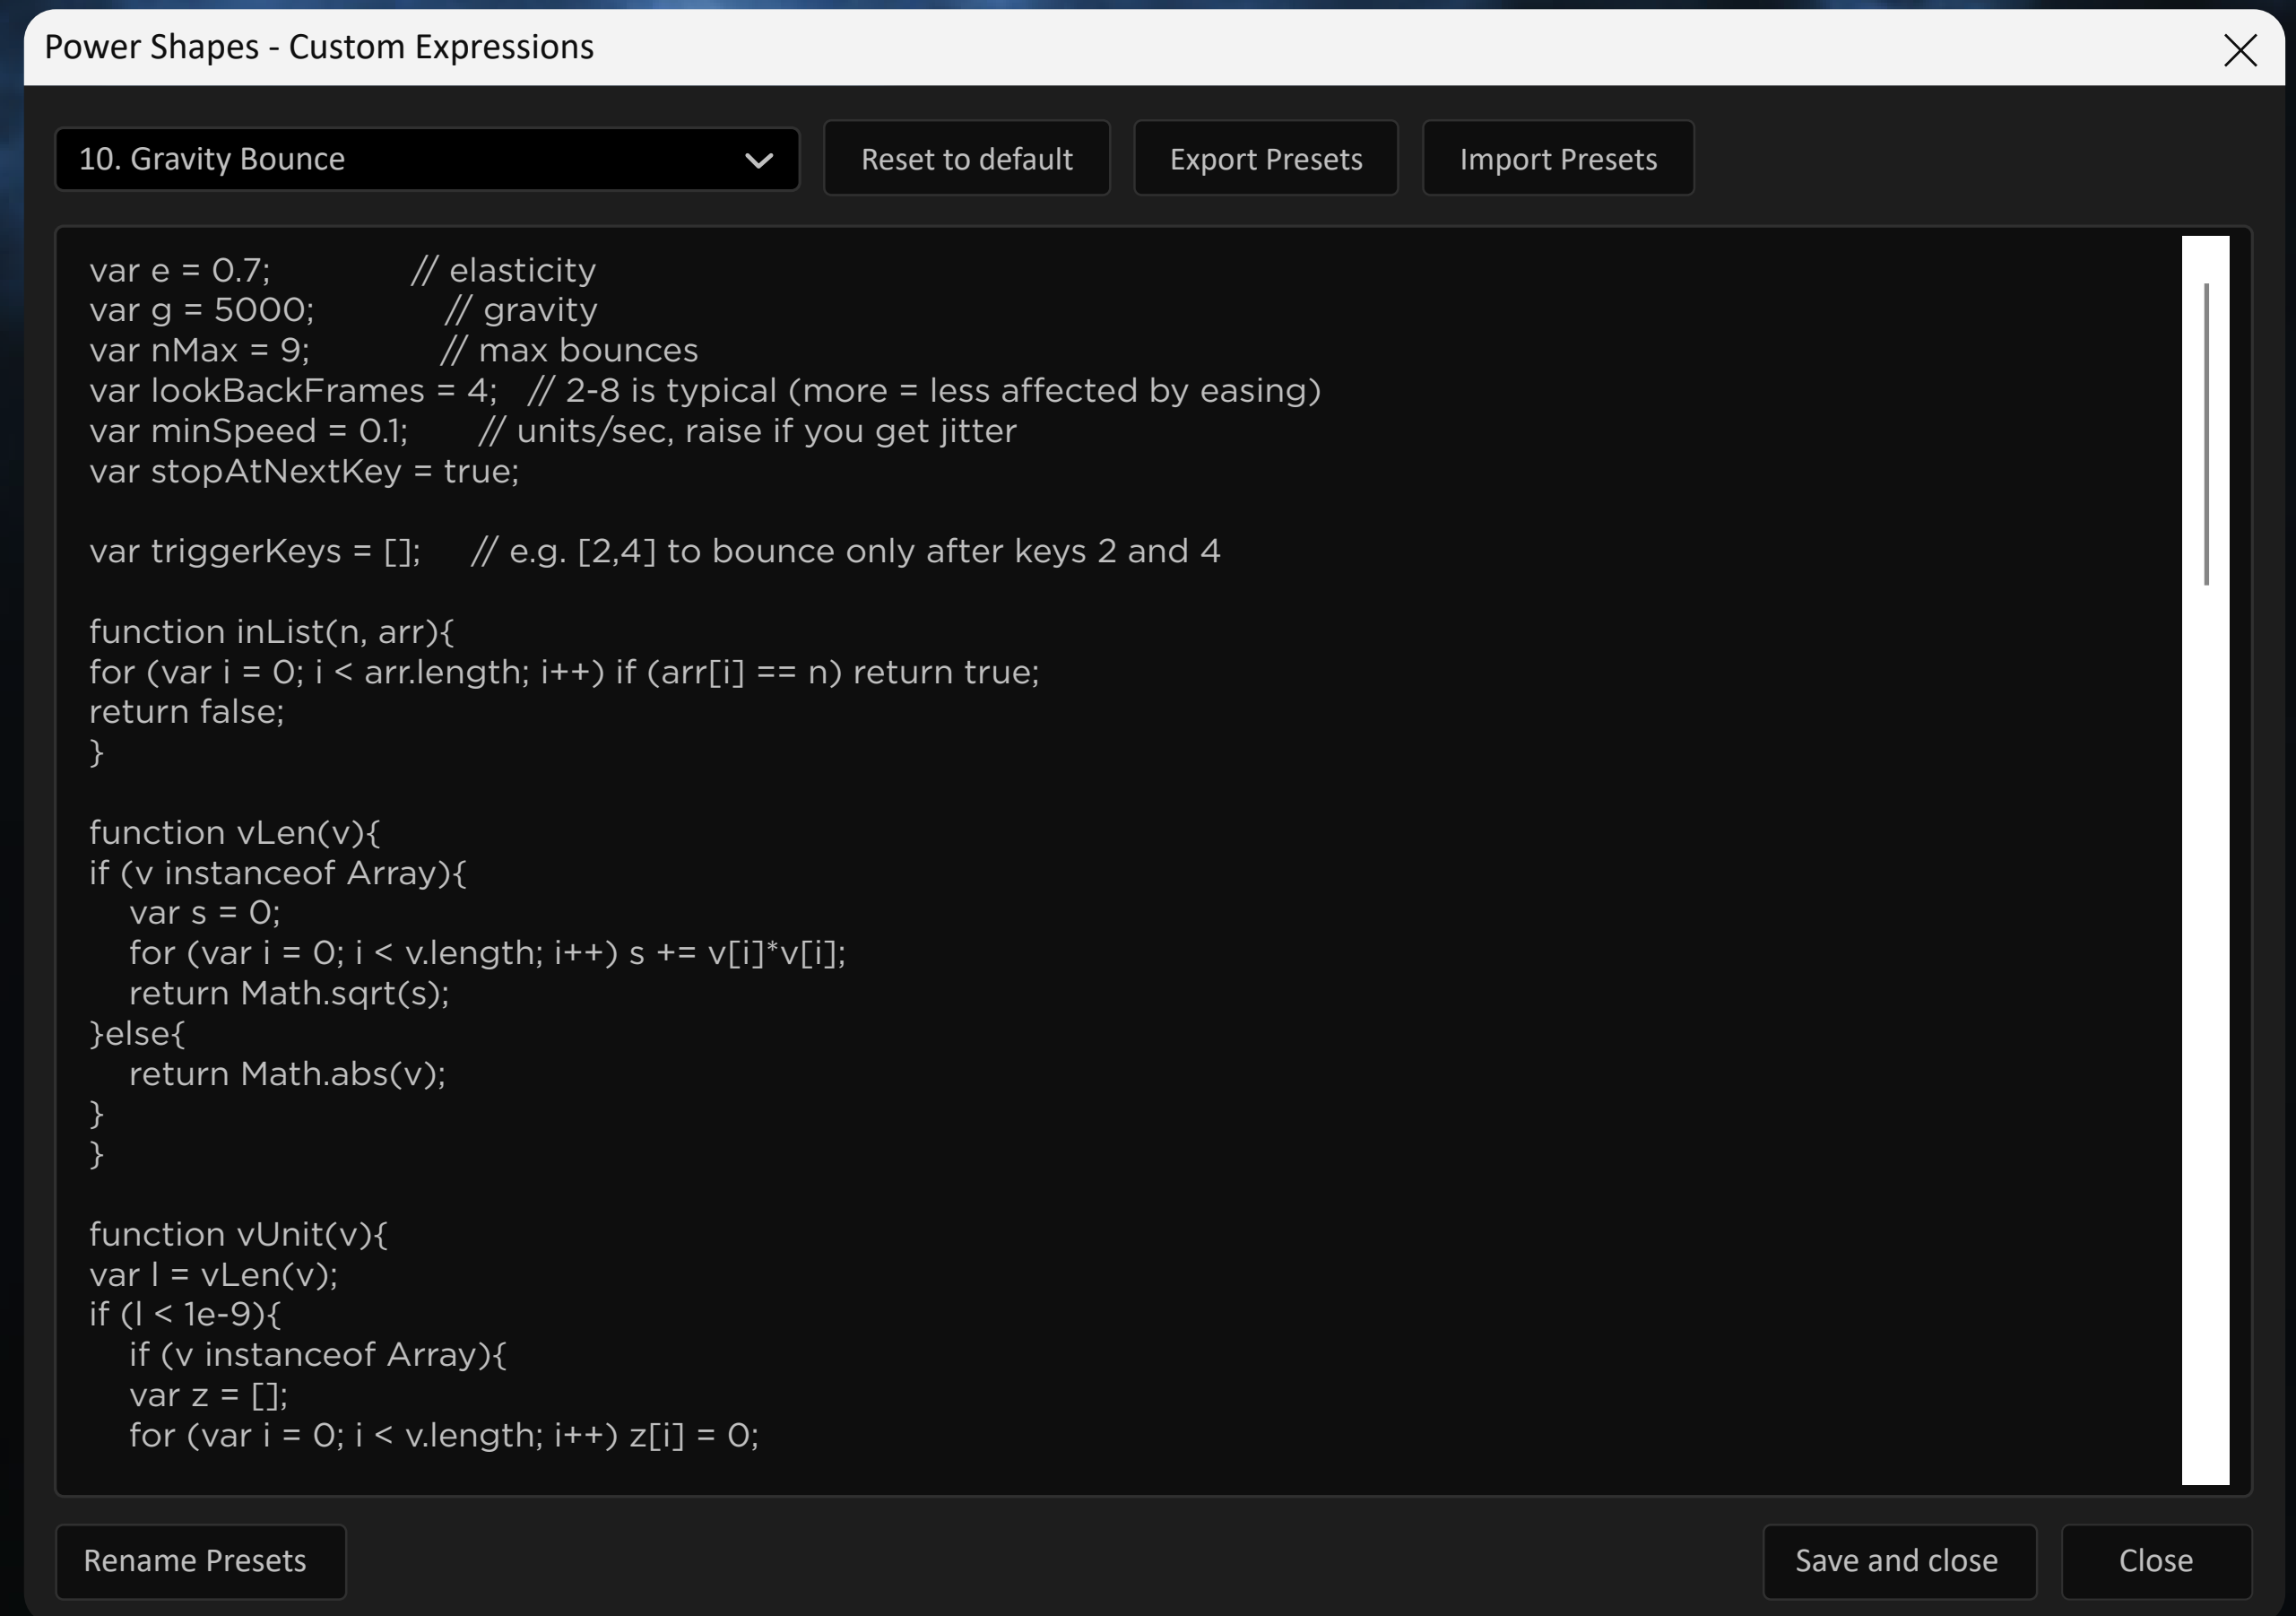 Power Shapes - Custom Expressions
10. Gravity Bounce
Reset to default
Export Presets
Import Presets
var e = 0.7;              // elasticity
var g = 5000;             // gravity
var nMax = 9;             // max bounces
var lookBackFrames = 4;   // 2-8 is typical (more = less affected by easing)
var minSpeed = 0.1;       // units/sec, raise if you get jitter
var stopAtNextKey = true;
var triggerKeys = [];     // e.g. [2,4] to bounce only after keys 2 and 4
function inList(n, arr){
for (var i = 0; i < arr.length; i++) if (arr[i] == n) return true;
return false;
}
function vLen(v){
if (v instanceof Array){
    var s = 0;
    for (var i = 0; i < v.length; i++) s += v[i]*v[i];
    return Math.sqrt(s);
}else{
    return Math.abs(v);
}
}
function vUnit(v){
var l = vLen(v);
if (l < 1e-9){
    if (v instanceof Array){
    var z = [];
    for (var i = 0; i < v.length; i++) z[i] = 0;
Rename Presets
Save and close
Close